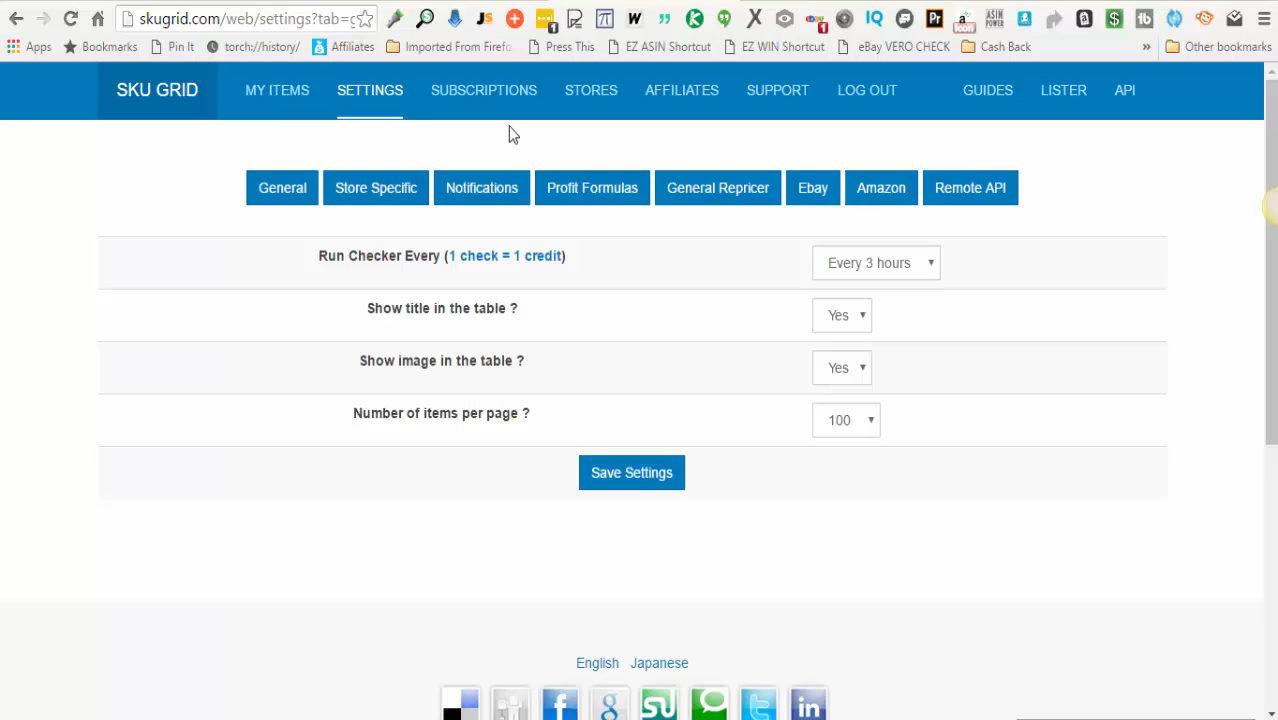 skugrid.com/web/settings?tab=g
Apps Bookmarks Pin It torch://Ratory/ Affiliates Imported From Firefo Press This EZ ASIN Shortcut EZ WIN Shortcut eBay VERO CHECK Cash Back » Other bookmarks
SKU GRID MY ITEMS SETTINGS SUBSCRIPTIONS STORES AFFILIATES SUPPORT LOG OUT GUIDES LISTER API
General Store Specific Notifications Profit Formulas General Repricer Ebay Amazon Remote API
Run Checker Every (1 check = 1 credit) Every 3 hours
Show title in the table ? Yes
Show image in the table ? Yes
Number of items per page ? 100
Save Settings
English Japanese